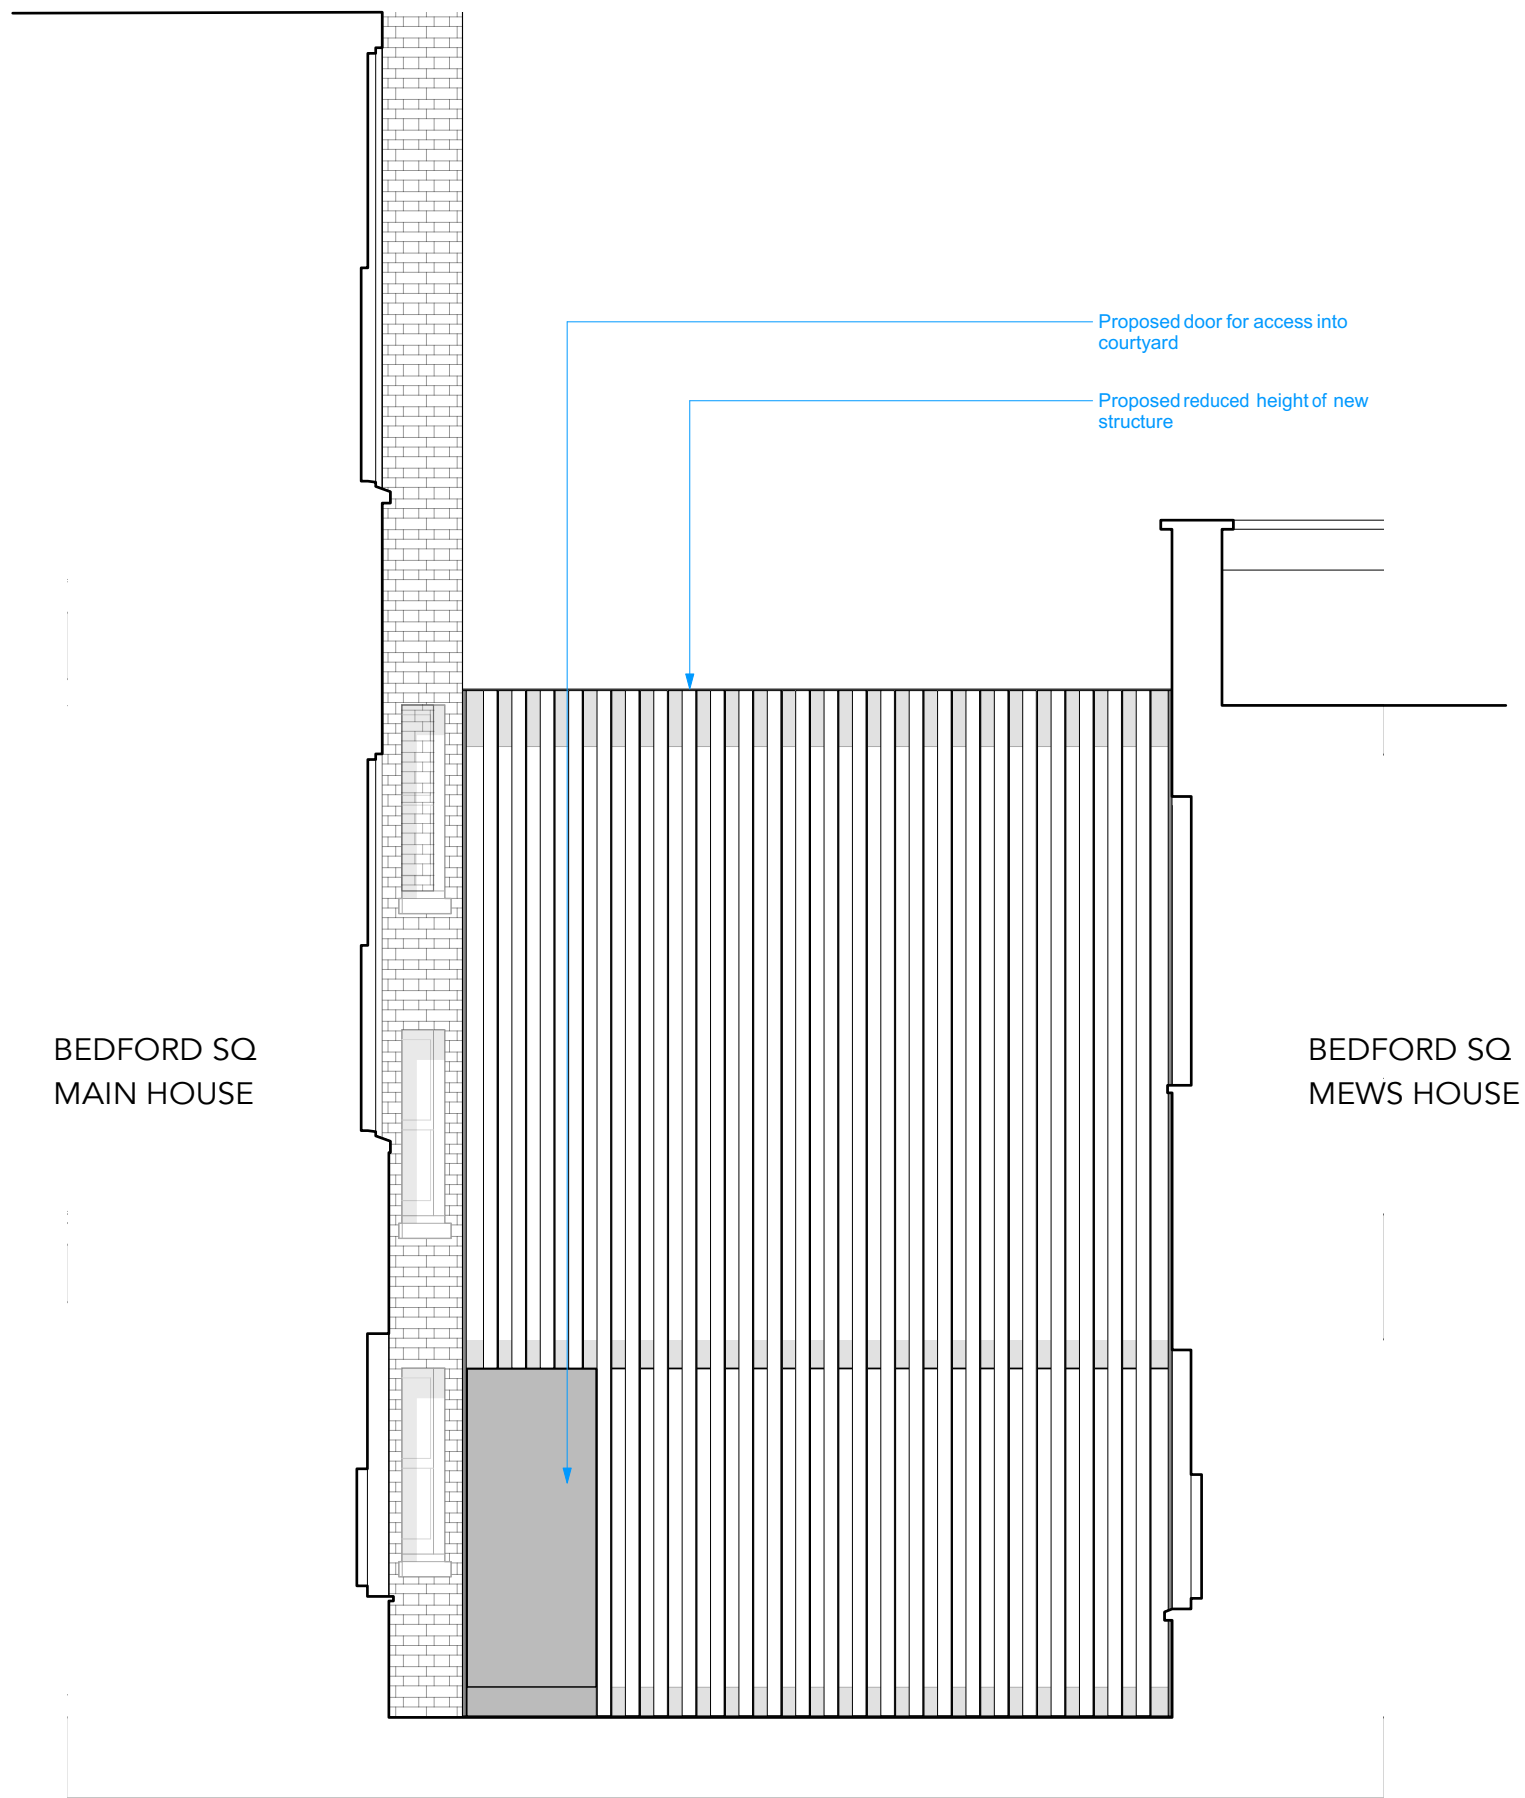 Proposed door for access into
courtyard
Proposed reduced height of new
structure
BEDFORD SQ
MAIN HOUSE
BEDFORD SQ
MEWS HOUSE